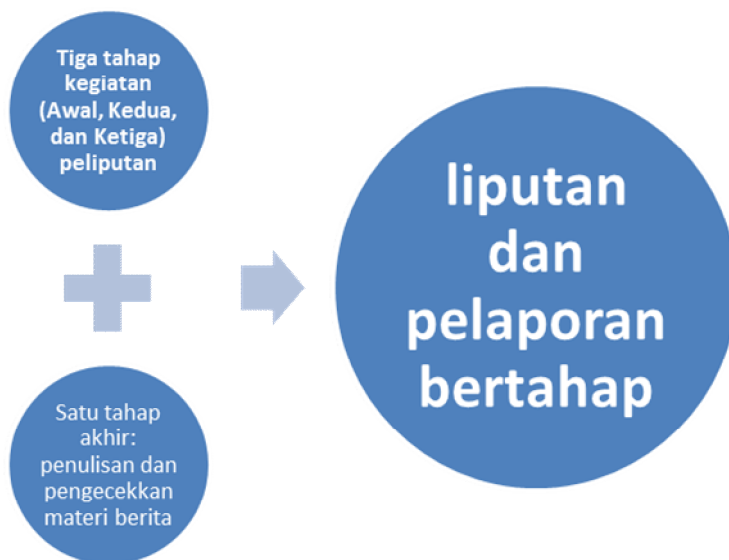 Tiga tahap
kegiatan
(Awal, Kedua,
dan Ketiga)
peliputan
Satu tahap
akhir:
penulisan dan
pengecekkan
materi berita
liputan
dan
pelaporan
bertahap